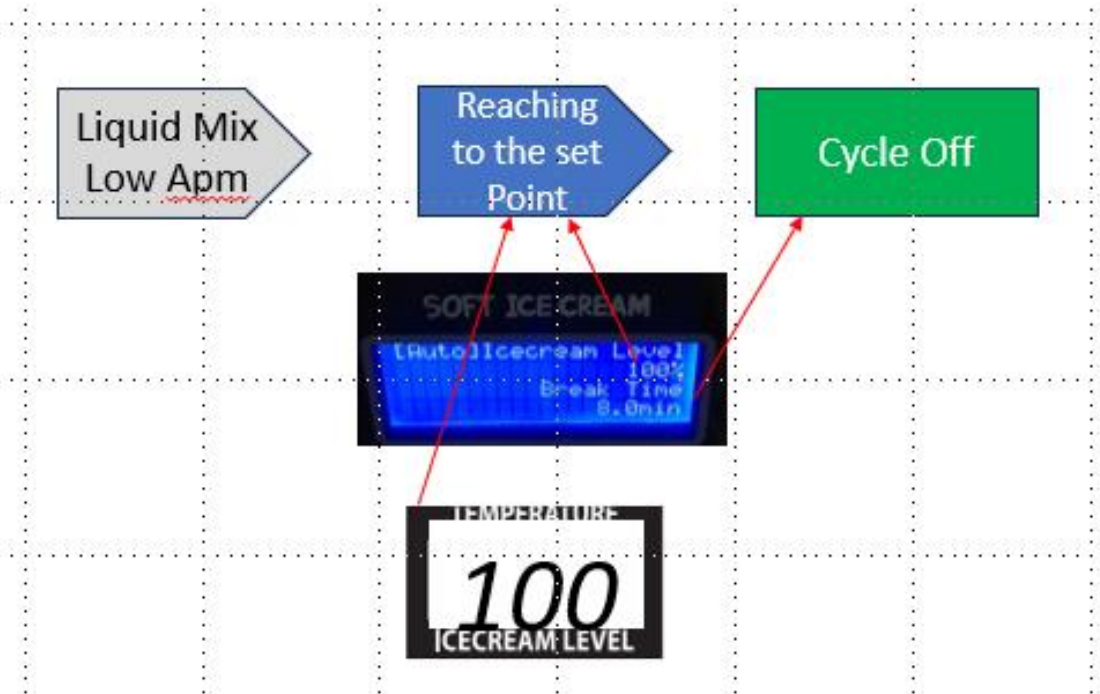 Liquid Mix
Low Apm
Reaching
to the set
Point
Cycle Off
SOFT ICE CREAM
[Auto]Icecream Level
100%
Break Time
8.0min
TEMPERATURE
100
ICECREAM LEVEL